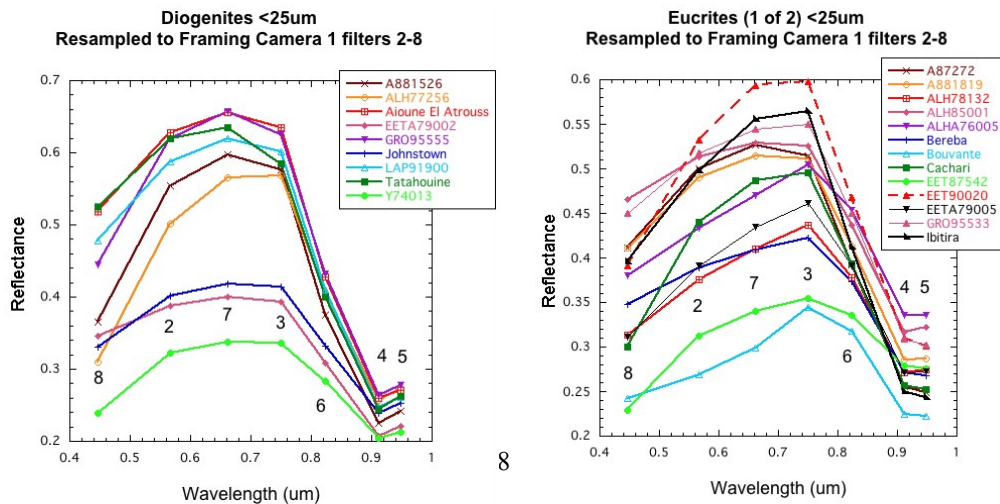 Diogenites <25um
Resampled to Framing Camera 1 filters 2-8
Reflectance
0.7
0.6
0.5
0.4
0.3
0.2
A881526
ALH77256
Aioune El Atrouss
EETA79002
GRO95555
Johnstown
LAP91900
Tatahouine
Y74013
8
2
7
3
6
4
5
0.4
0.5
0.6
0.7
0.8
0.9
1
Wavelength (um)
8
Eucrites (1 of 2) <25um
Resampled to Framing Camera 1 filters 2-8
Reflectance
0.6
0.55
0.5
0.45
0.4
0.35
0.3
0.25
0.2
A87272
A881819
ALH78132
ALH85001
ALHA76005
Bereba
Bouvante
Cachari
EET87542
EET90020
EETA79005
GRO95533
Ibitira
8
2
7
3
6
4
5
0.4
0.5
0.6
0.7
0.8
0.9
1
Wavelength (um)